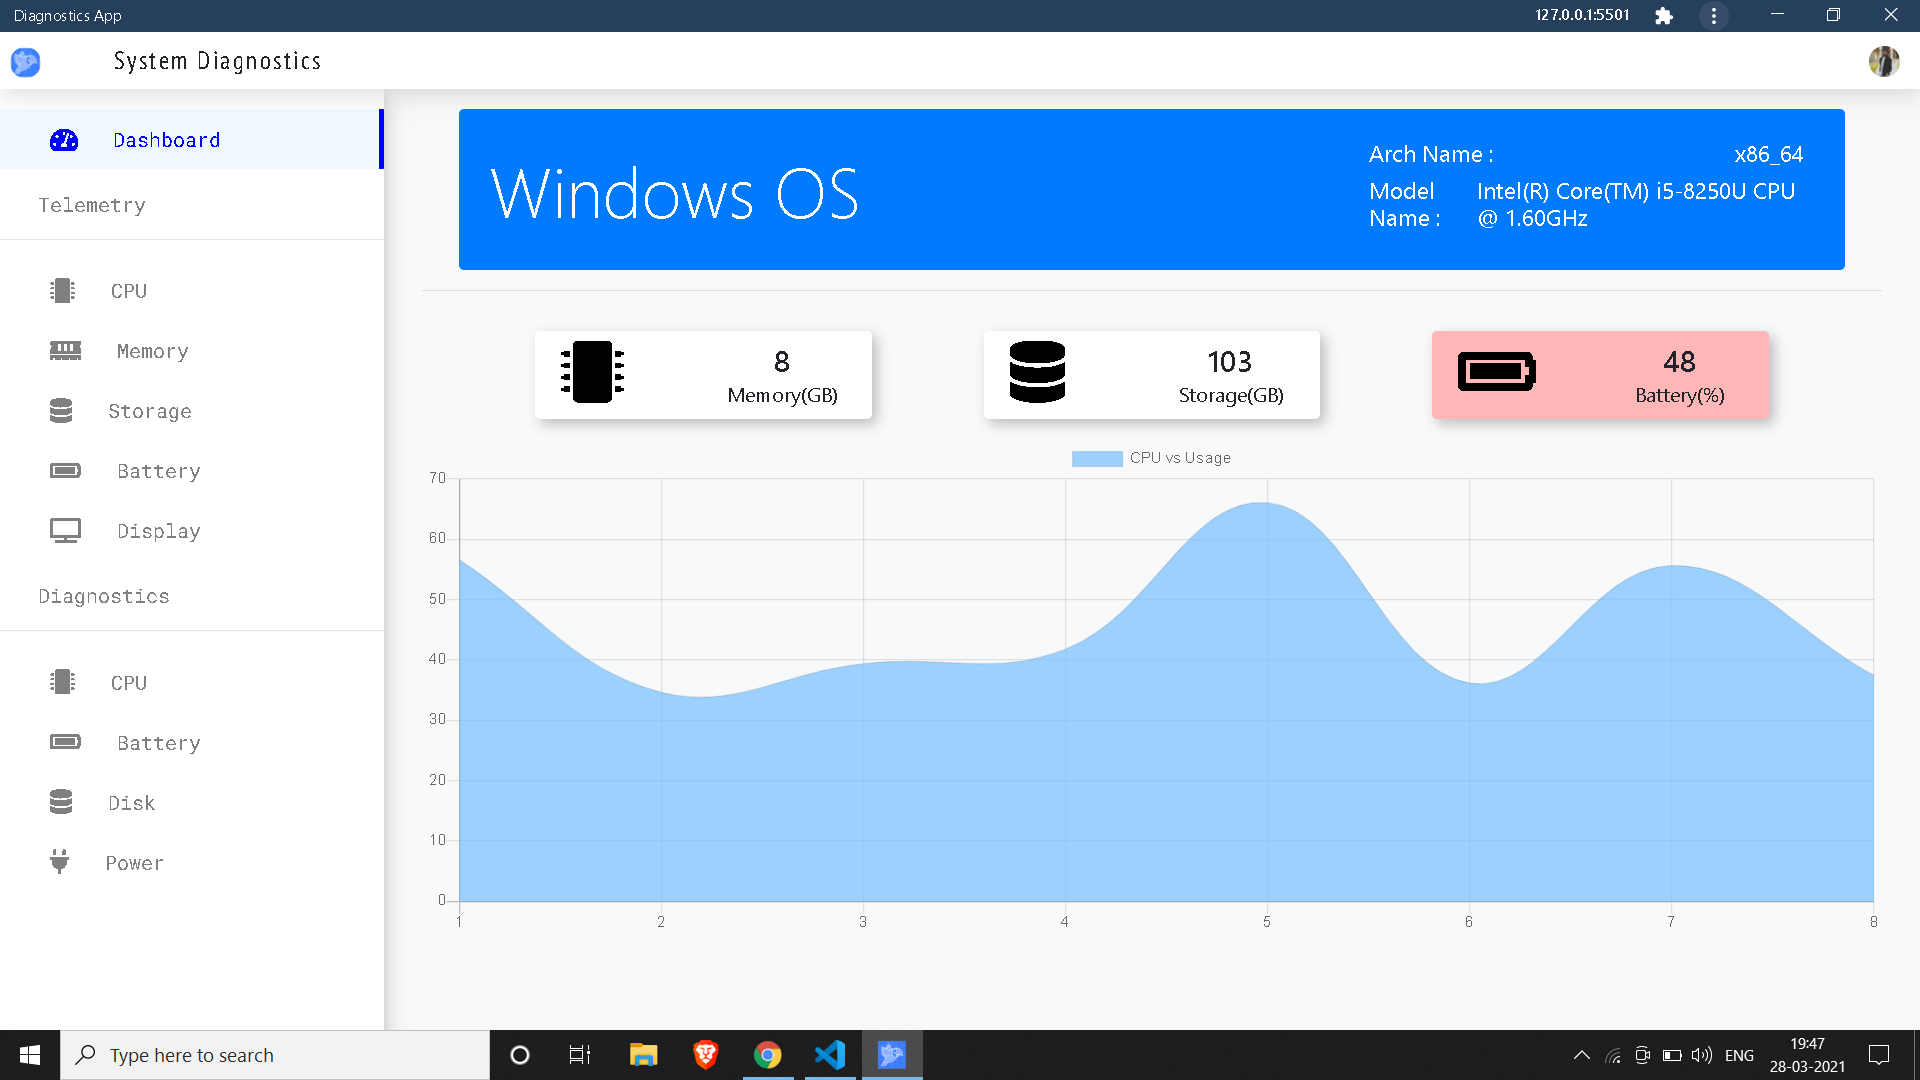 Diagnostics App
127.0.0.1:5501
System Diagnostics
Dashboard
Telemetry
CPU
Memory
Storage
Battery
Display
Diagnostics
CPU
Battery
Disk
Power
Windows OS
Arch Name :
x86_64
Model Name :
Intel(R) Core(TM) i5-8250U CPU
@ 1.60GHz
8
Memory(GB)
103
Storage(GB)
48
Battery(%)
CPU vs Usage
70
60
50
40
30
20
10
0
1 2 3 4 5 6 7 8
Type here to search
ENG
19:47
28-03-2021